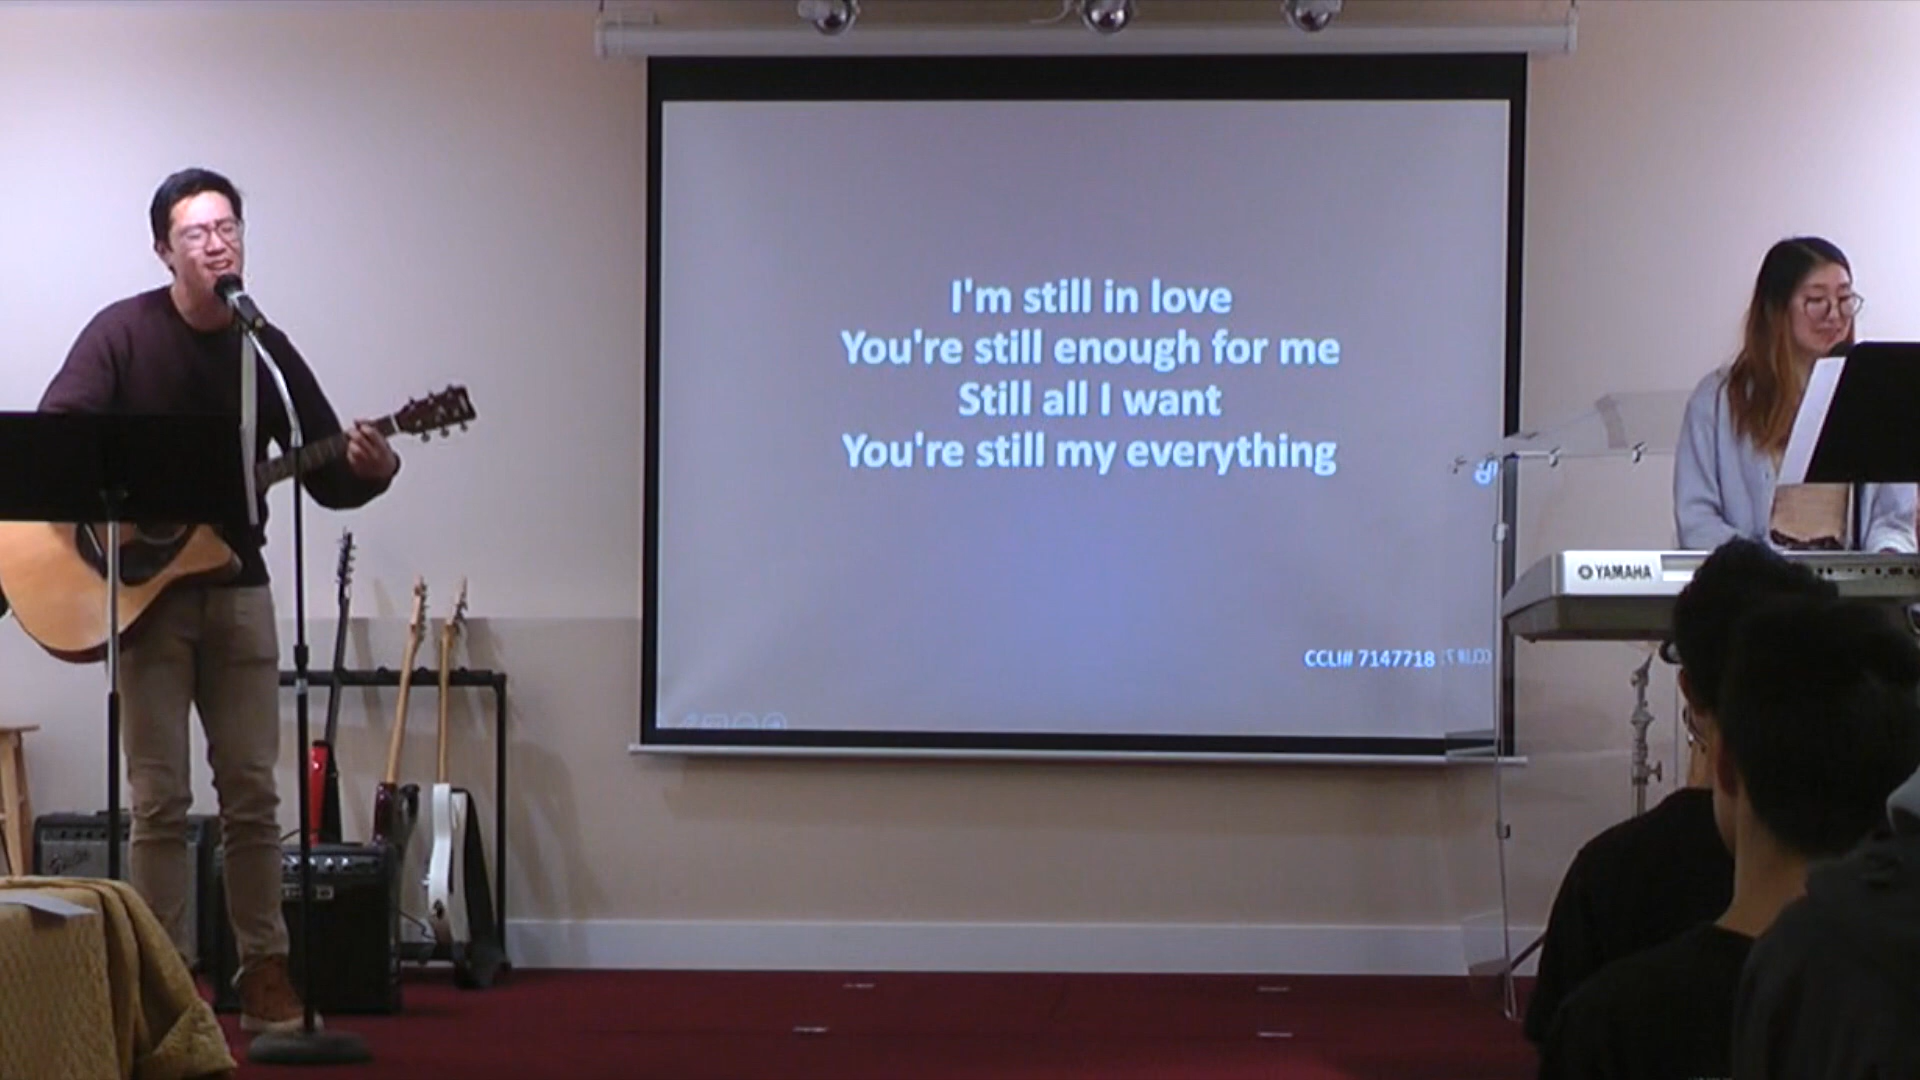 I'm still in love
You're still enough for me
Still all I want
You're still my everything
CCLI# 7147718
YAMAHA